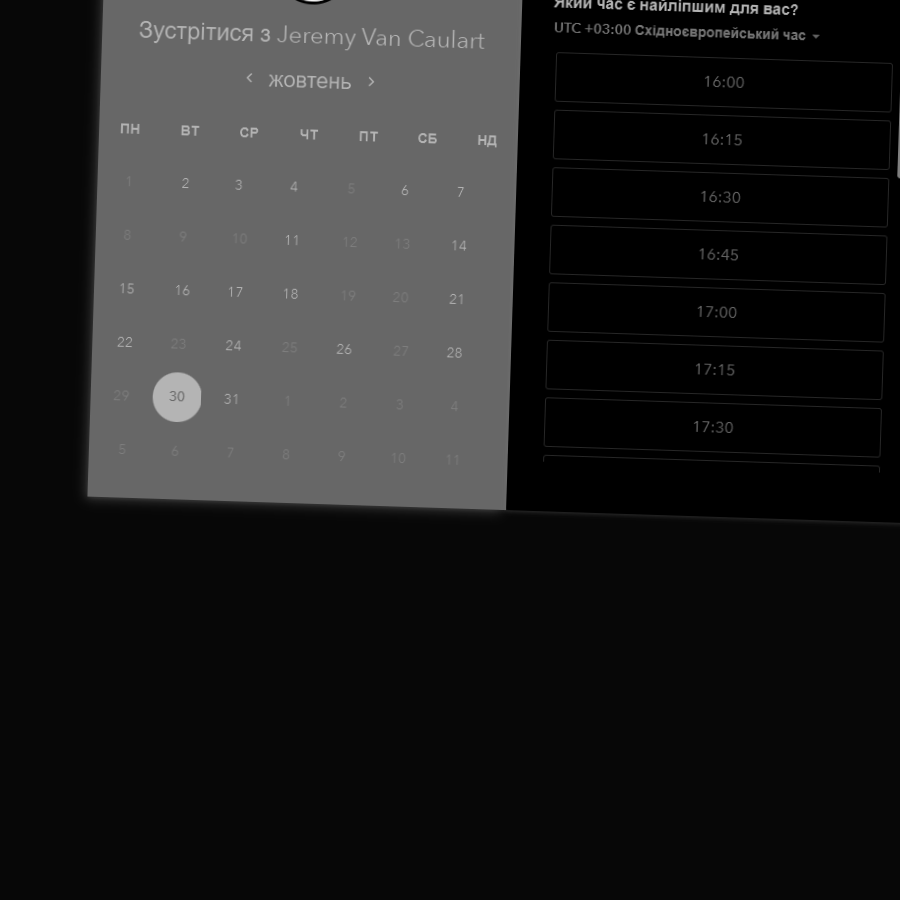 Зустрітися з Jeremy Van Caulart
жовтень
ПН ВТ СР ЧТ ПТ СБ НД
1 2 3 4 5 6 7
8 9 10 11 12 13 14
15 16 17 18 19 20 21
22 23 24 25 26 27 28
29 30 31 1 2 3 4
5 6 7 8 9 10 11
Який час є найліпшим для вас?
UTC +03:00 Східноєвропейський час
16:00
16:15
16:30
16:45
17:00
17:15
17:30